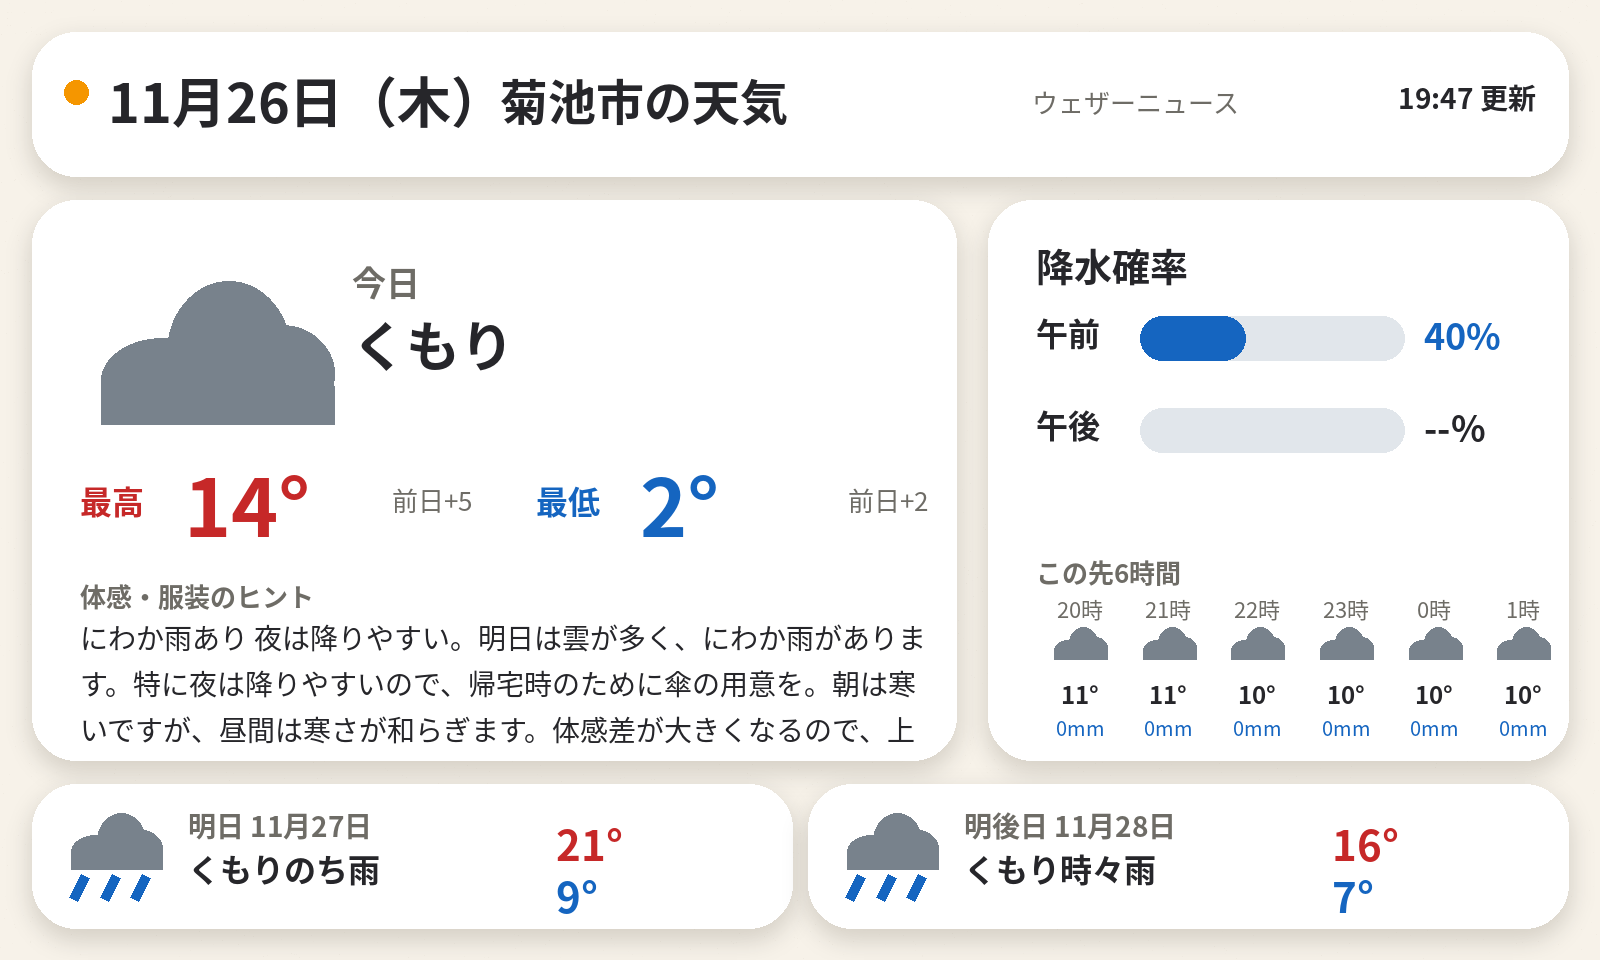 11月26日（木）菊池市の天気
ウェザーニュース
19:47 更新
今日
くもり
最高 14° 前日+5 最低 2° 前日+2
体感・服装のヒント
にわか雨あり 夜は降りやすい。明日は雲が多く、にわか雨がありま
す。特に夜は降りやすいので、帰宅時のために傘の用意を。朝は寒
いですが、昼間は寒さが和らぎます。体感差が大きくなるので、上
降水確率
午前 40%
午後 --%
この先6時間
20時 21時 22時 23時 0時 1時
11° 11° 10° 10° 10° 10°
0mm 0mm 0mm 0mm 0mm 0mm
明日 11月27日
くもりのち雨
21°
9°
明後日 11月28日
くもり時々雨
16°
7°